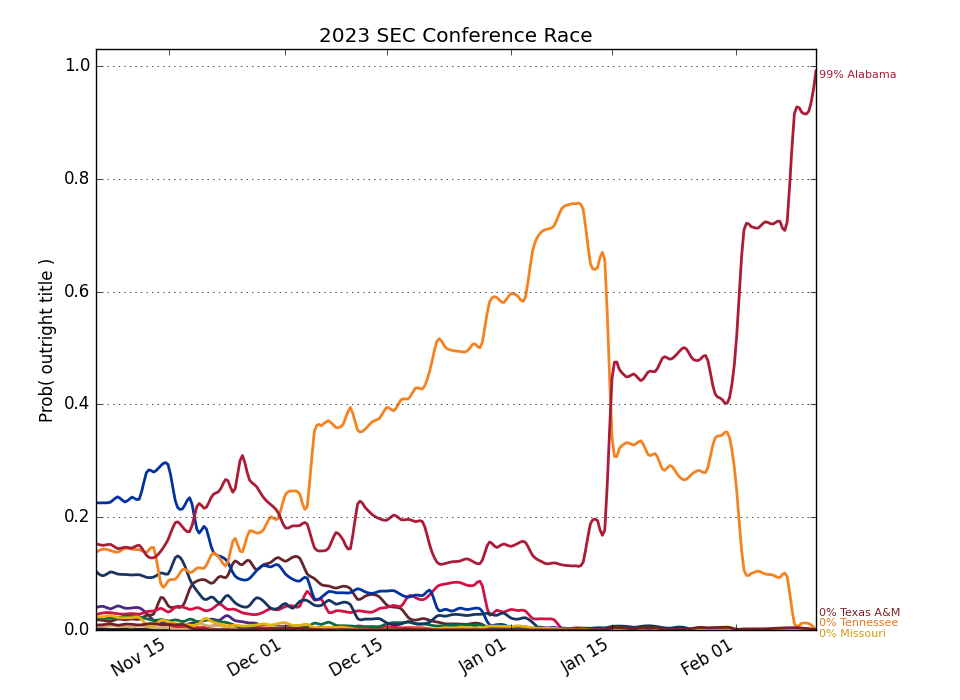 2023 SEC Conference Race
Prob( outright title )
1.0
0.8
0.6
0.4
0.2
0.0
Nov 15
Dec 01
Dec 15
Jan 01
Jan 15
Feb 01
99% Alabama
0% Texas A&M
0% Tennessee
0% Missouri